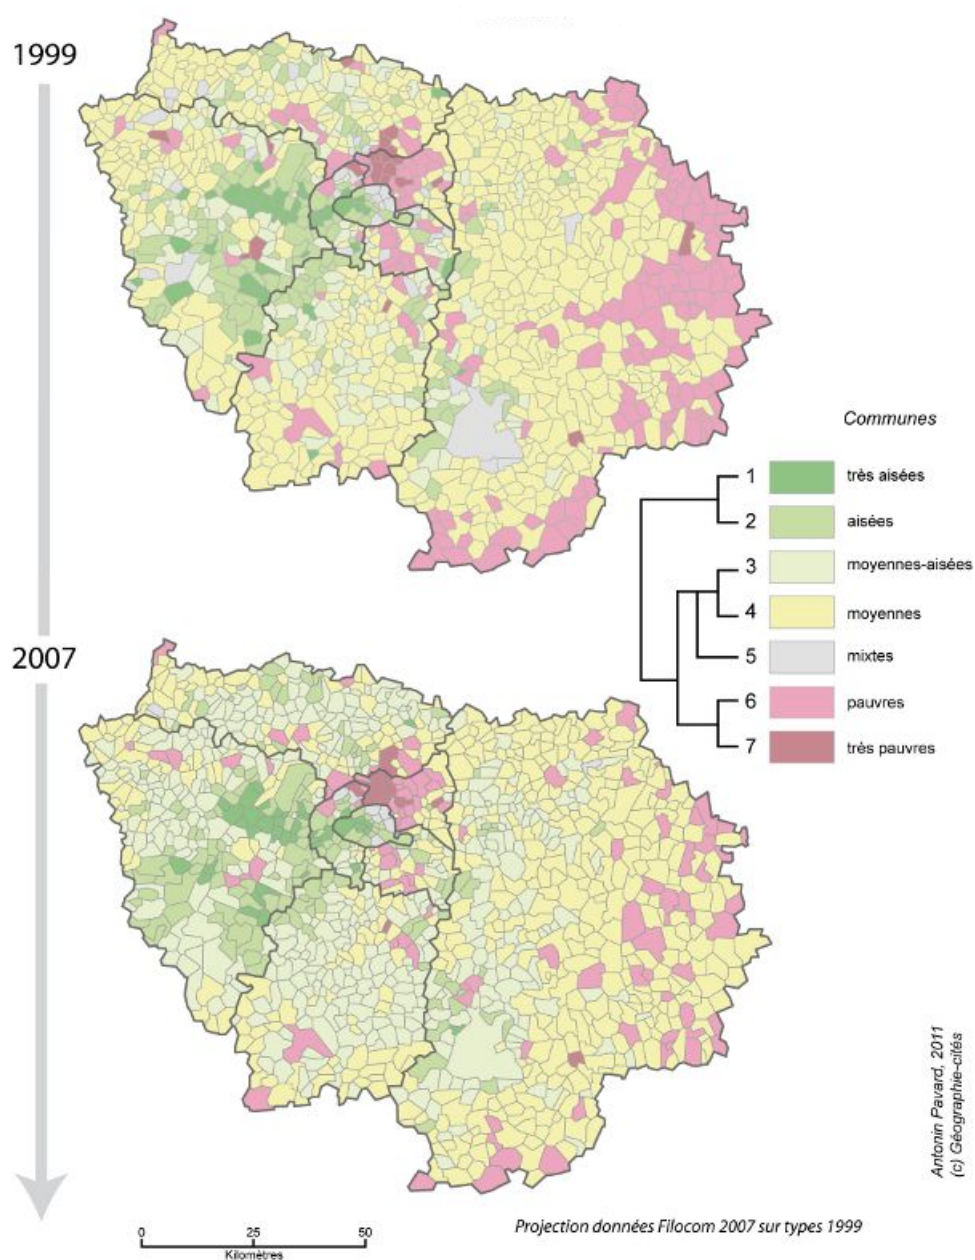 1999
Communes
1 très aisées
2 aisées
3 moyennes-aisées
4 moyennes
5 mixtes
6 pauvres
7 très pauvres
2007
Antonin Pavard, 2011
(c) Géographie-cités
0 25 50
Kilomètres
Projection données Filocom 2007 sur types 1999